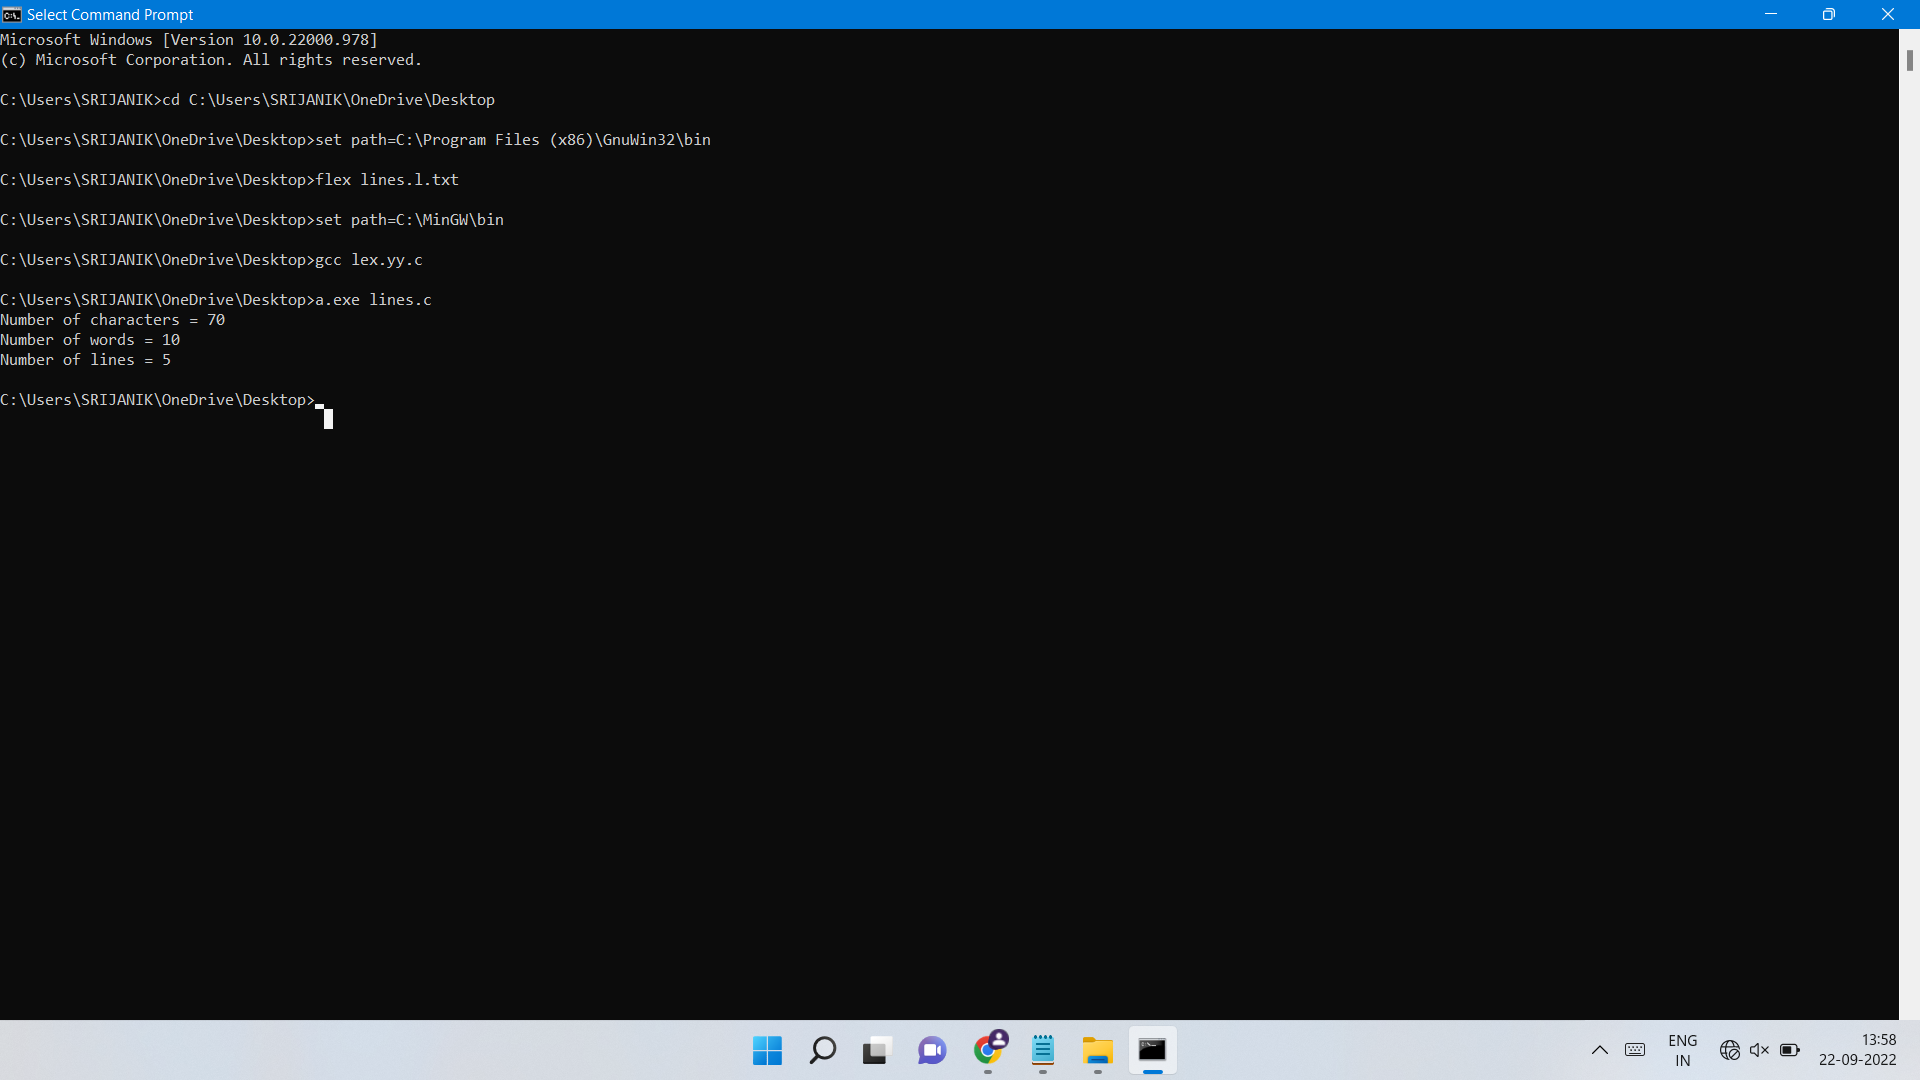 Select Command Prompt
Microsoft Windows [Version 10.0.22000.978]
(c) Microsoft Corporation. All rights reserved.
C:\Users\SRIJANIK>cd C:\Users\SRIJANIK\OneDrive\Desktop
C:\Users\SRIJANIK\OneDrive\Desktop>set path=C:\Program Files (x86)\GnuWin32\bin
C:\Users\SRIJANIK\OneDrive\Desktop>flex lines.l.txt
C:\Users\SRIJANIK\OneDrive\Desktop>set path=C:\MinGW\bin
C:\Users\SRIJANIK\OneDrive\Desktop>gcc lex.yy.c
C:\Users\SRIJANIK\OneDrive\Desktop>a.exe lines.c
Number of characters = 70
Number of words = 10
Number of lines = 5
C:\Users\SRIJANIK\OneDrive\Desktop>
ENG
IN
13:58
22-09-2022